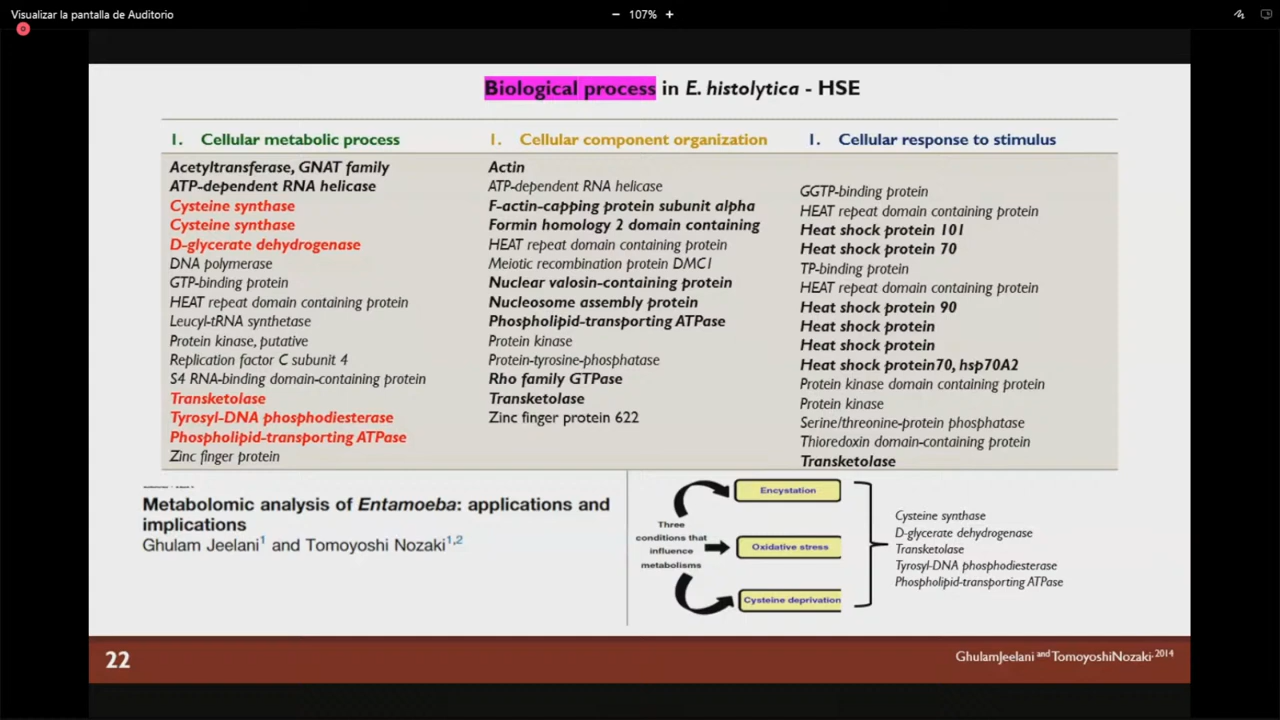 Visualizar la pantalla de Auditorio
− 107% +
Biological process in E. histolytica - HSE
1. Cellular metabolic process
Acetyltransferase, GNAT family
ATP-dependent RNA helicase
Cysteine synthase
Cysteine synthase
D-glycerate dehydrogenase
DNA polymerase
GTP-binding protein
HEAT repeat domain containing protein
Leucyl-tRNA synthetase
Protein kinase, putative
Replication factor C subunit 4
S4 RNA-binding domain-containing protein
Transketolase
Tyrosyl-DNA phosphodiesterase
Phospholipid-transporting ATPase
Zinc finger protein
1. Cellular component organization
Actin
ATP-dependent RNA helicase
F-actin-capping protein subunit alpha
Formin homology 2 domain containing
HEAT repeat domain containing protein
Meiotic recombination protein DMC1
Nuclear valosin-containing protein
Nucleosome assembly protein
Phospholipid-transporting ATPase
Protein kinase
Protein-tyrosine-phosphatase
Rho family GTPase
Transketolase
Zinc finger protein 622
1. Cellular response to stimulus
GGTP-binding protein
HEAT repeat domain containing protein
Heat shock protein 101
Heat shock protein 70
TP-binding protein
HEAT repeat domain containing protein
Heat shock protein 90
Heat shock protein
Heat shock protein
Heat shock protein70, hsp70A2
Protein kinase domain containing protein
Protein kinase
Serine/threonine-protein phosphatase
Thioredoxin domain-containing protein
Transketolase
Metabolomic analysis of Entamoeba: applications and
implications
Ghulam Jeelani1 and Tomoyoshi Nozaki1,2
Three
conditions that
influence
metabolisms
Encystation
Oxidative stress
Cysteine deprivation
Cysteine synthase
D-glycerate dehydrogenase
Transketolase
Tyrosyl-DNA phosphodiesterase
Phospholipid-transporting ATPase
22
GhulamJeelani and TomoyoshiNozaki. 2014